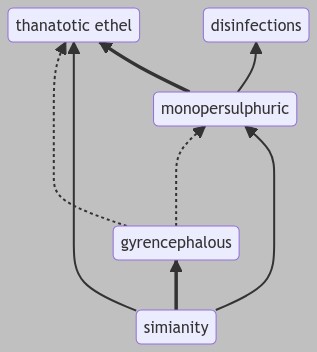 thanatotic ethel
disinfections
monopersulphuric
gyrencephalous
simianity